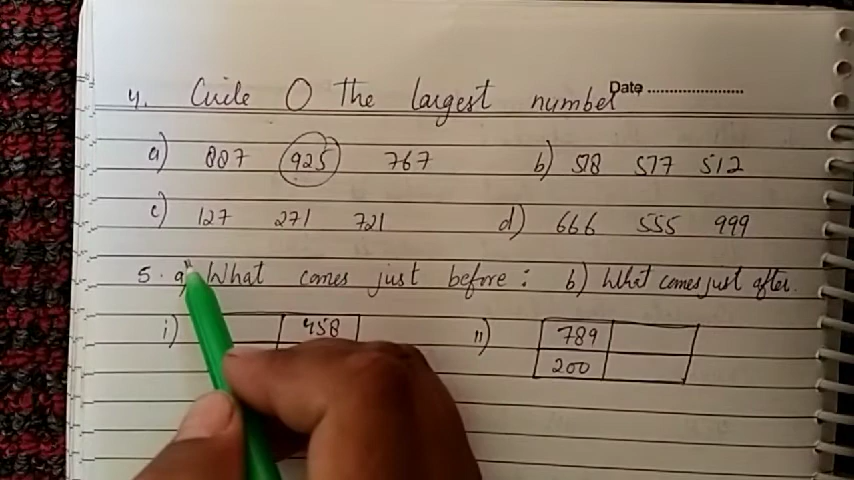 Date ......................
4. Circle O the largest number
a) 887 925 767 b) 578 577 512
c) 127 271 721 d) 666 555 999
5. a) What comes just before : b) What comes just after.
i) 458 ii) 789
200